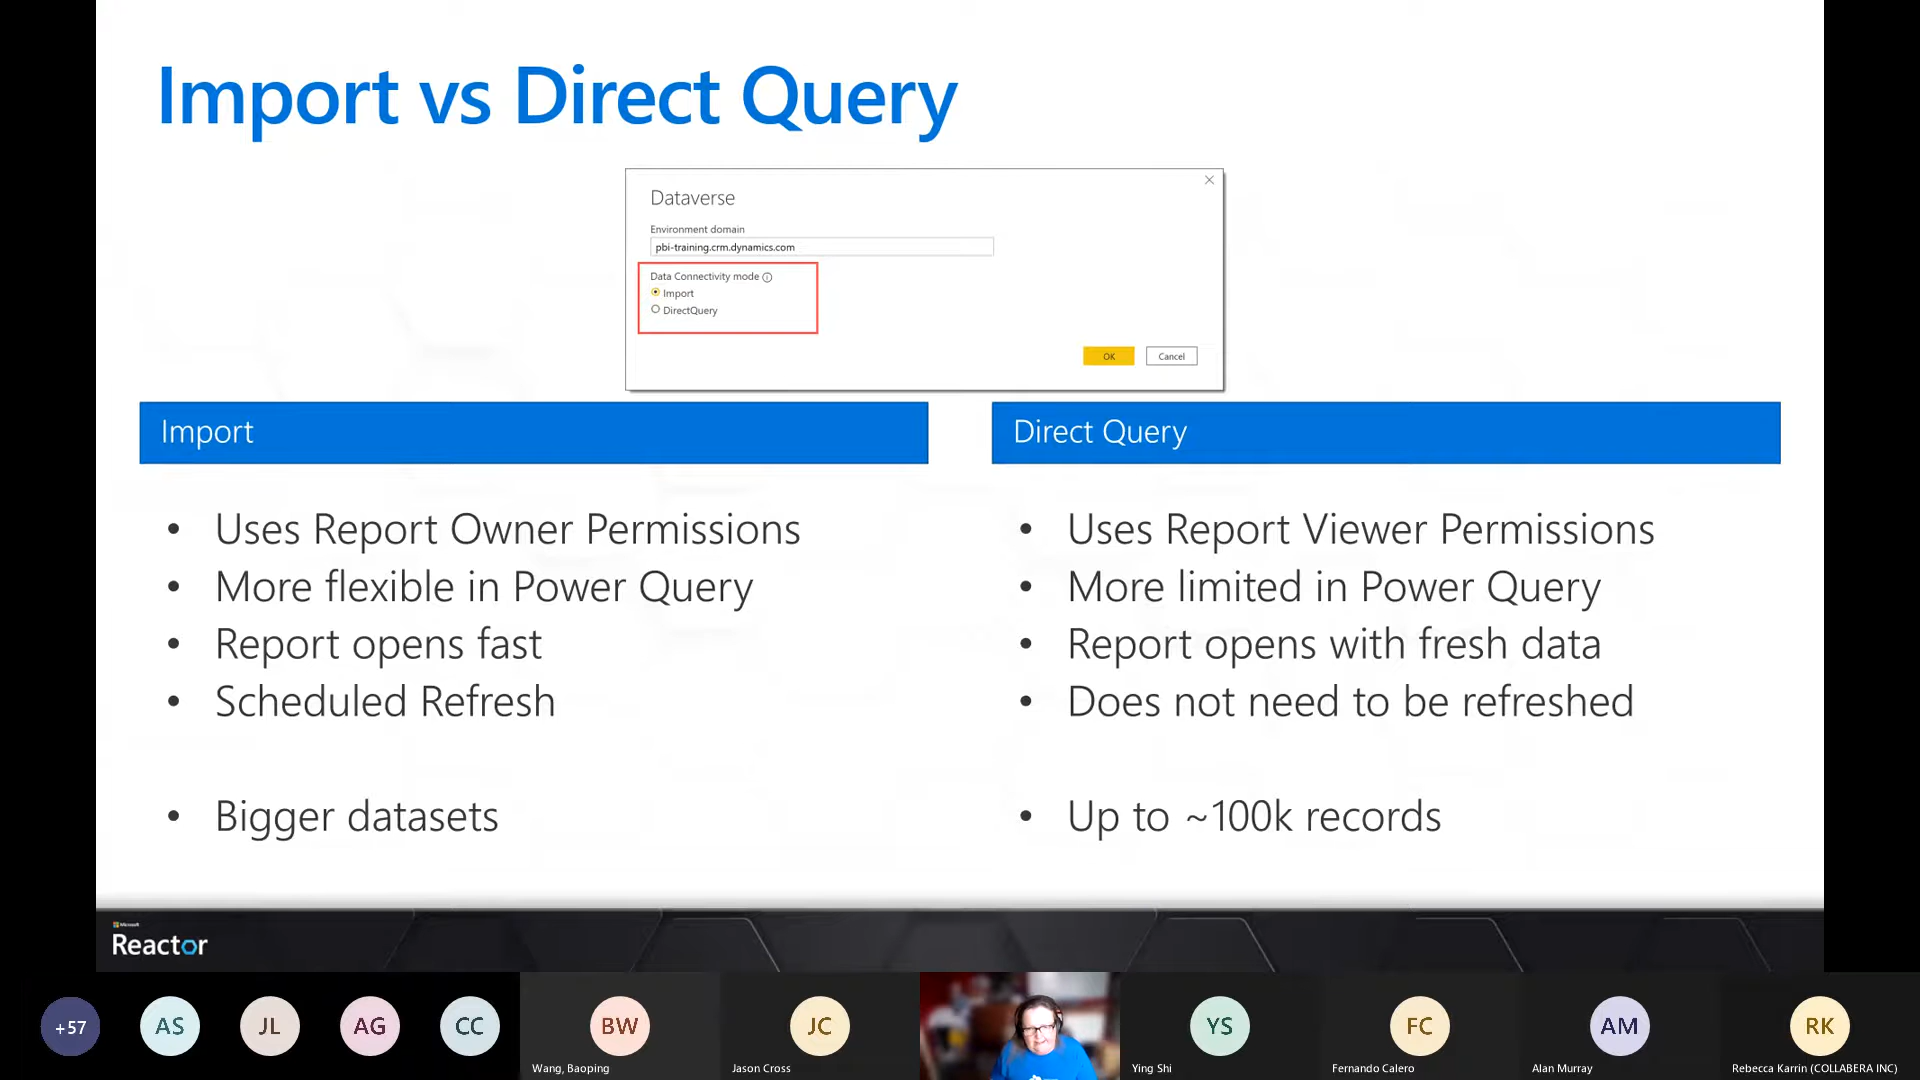 Import vs Direct Query
Dataverse
Environment domain
pbi-training.crm.dynamics.com
Data Connectivity mode
Import
DirectQuery
OK
Cancel
Import
• Uses Report Owner Permissions
• More flexible in Power Query
• Report opens fast
• Scheduled Refresh
• Bigger datasets
Direct Query
• Uses Report Viewer Permissions
• More limited in Power Query
• Report opens with fresh data
• Does not need to be refreshed
• Up to ~100k records
Microsoft
Reactor
+57
AS
JL
AG
CC
BW
Wang, Baoping
JC
Jason Cross
YS
Ying Shi
FC
Fernando Calero
AM
Alan Murray
RK
Rebecca Karrin (COLLABERA INC)